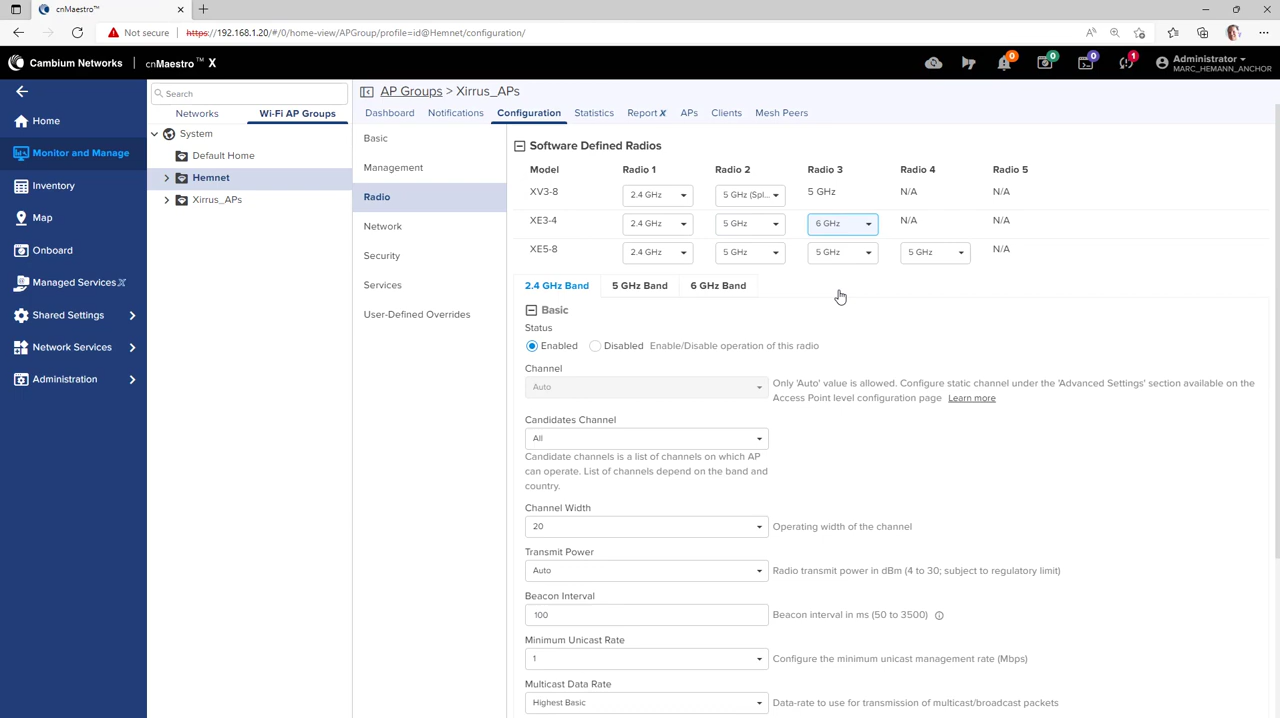 cnMaestro™
Not secure
https://192.168.1.20/#/0/home-view/APGroup/profile=id@Hemnet/configuration/
Cambium Networks
cnMaestro™ X
0
0
0
1
Administrator
MARC_HEMANN_ANCHOR
Home
Monitor and Manage
Inventory
Map
Onboard
Managed Services X
Shared Settings
Network Services
Administration
Search
Networks
Wi-Fi AP Groups
System
Default Home
Hemnet
Xirrus_APs
AP Groups > Xirrus_APs
Dashboard
Notifications
Configuration
Statistics
Report X
APs
Clients
Mesh Peers
Basic
Management
Radio
Network
Security
Services
User-Defined Overrides
Software Defined Radios
Model Radio 1 Radio 2 Radio 3 Radio 4 Radio 5
XV3-8 2.4 GHz 5 GHz (Spl... 5 GHz N/A N/A
XE3-4 2.4 GHz 5 GHz 6 GHz N/A N/A
XE5-8 2.4 GHz 5 GHz 5 GHz 5 GHz N/A
2.4 GHz Band 5 GHz Band 6 GHz Band
Basic
Status
Enabled Disabled Enable/Disable operation of this radio
Channel
Auto
Only 'Auto' value is allowed. Configure static channel under the 'Advanced Settings' section available on the
Access Point level configuration page Learn more
Candidates Channel
All
Candidate channels is a list of channels on which AP
can operate. List of channels depend on the band and
country.
Channel Width
20 Operating width of the channel
Transmit Power
Auto Radio transmit power in dBm (4 to 30; subject to regulatory limit)
Beacon Interval
100 Beacon interval in ms (50 to 3500)
Minimum Unicast Rate
1 Configure the minimum unicast management rate (Mbps)
Multicast Data Rate
Highest Basic Data-rate to use for transmission of multicast/broadcast packets